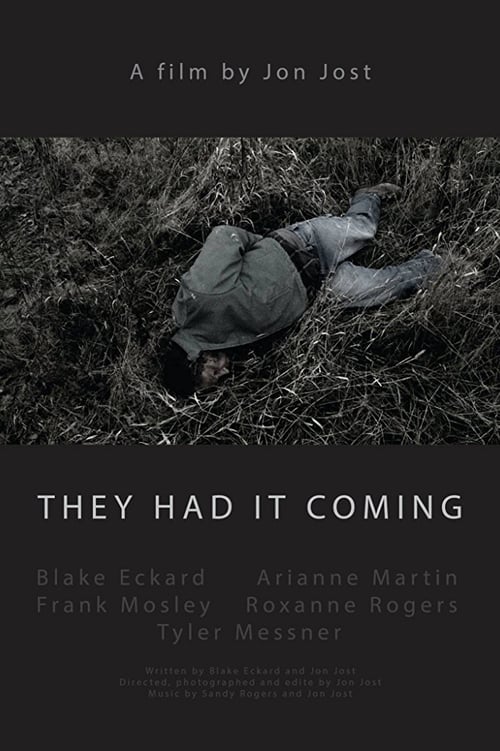 A film by Jon Jost
THEY HAD IT COMING
Blake Eckard Arianne Martin
Frank Mosley Roxanne Rogers
Tyler Messner
Written by Blake Eckard and Jon Jost
Directed, photographed and edite by Jon Jost
Music by Sandy Rogers and Jon Jost